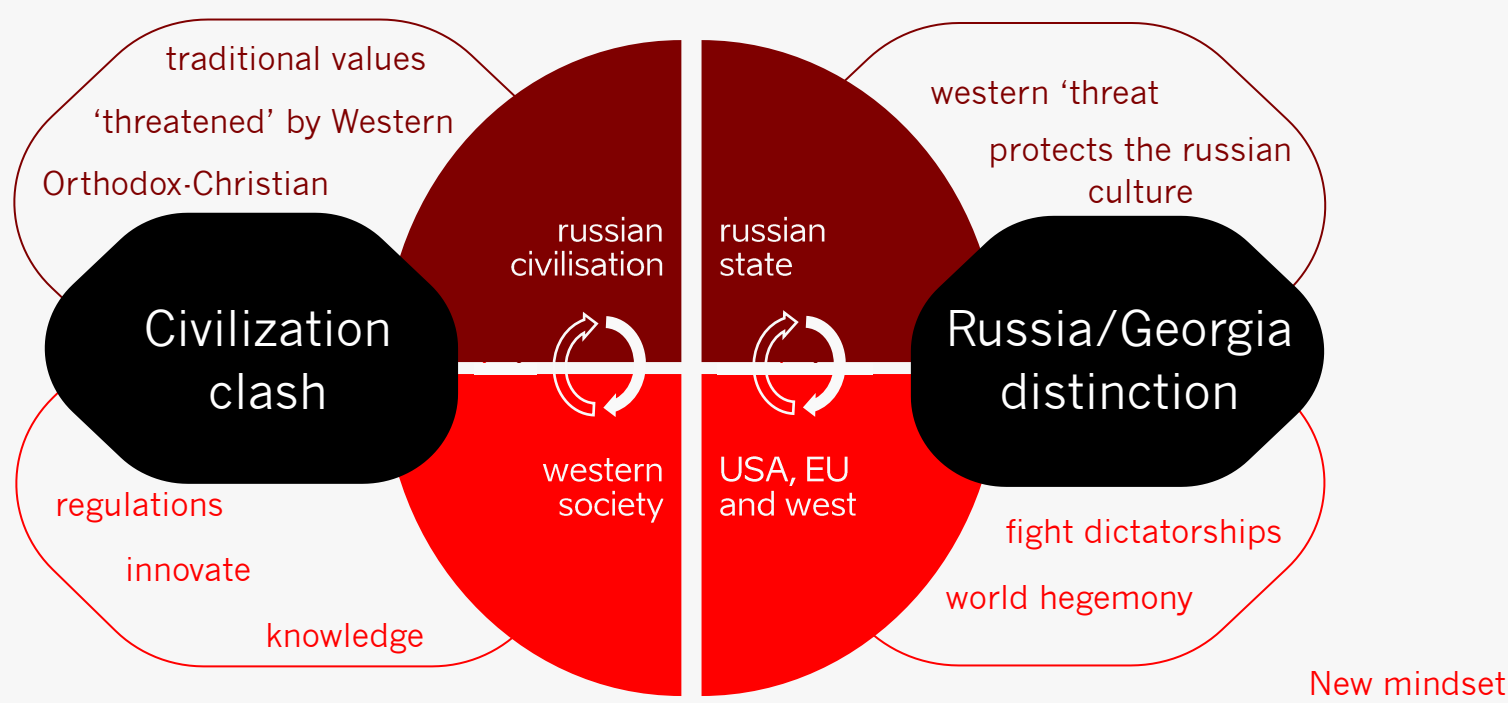 traditional values
‘threatened’ by Western
Orthodox-Christian
Civilization
clash
regulations
innovate
knowledge
russian
civilisation
western
society
russian
state
USA, EU
and west
western ‘threat
protects the russian
culture
Russia/Georgia
distinction
fight dictatorships
world hegemony
New mindset